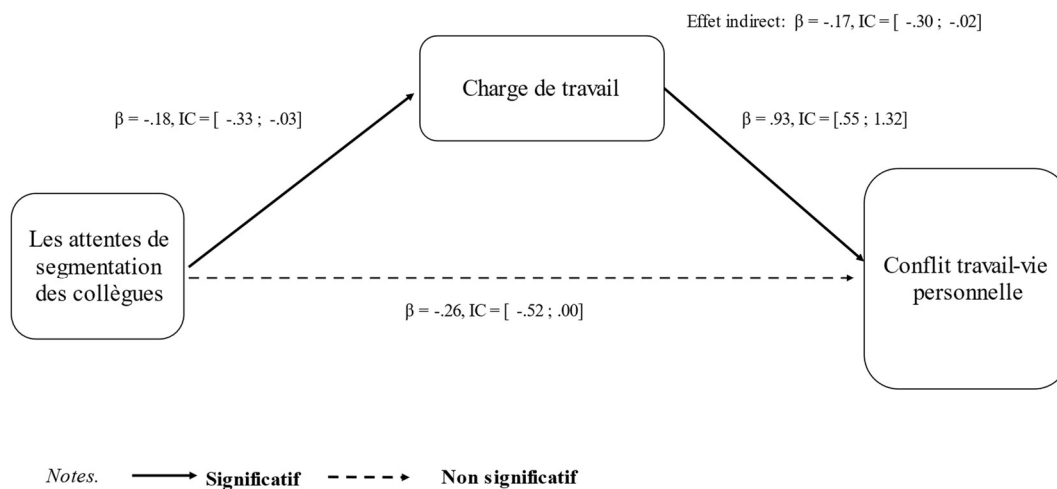 Effet indirect: β = -.17, IC = [ -.30 ; -.02]
Charge de travail
β = -.18, IC = [ -.33 ; -.03]
β = .93, IC = [.55 ; 1.32]
Les attentes de
segmentation
des collègues
Conflit travail-vie
personnelle
β = -.26, IC = [ -.52 ; .00]
Notes. Significatif Non significatif